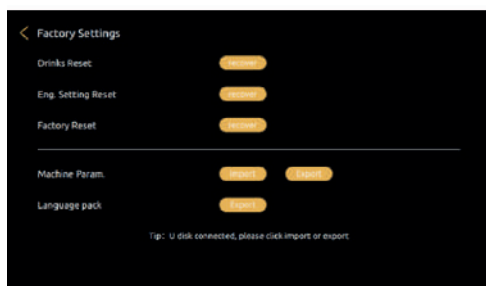 Factory Settings
Drinks Reset recover
Eng. Setting Reset recover
Factory Reset recover
Machine Param. Import Export
Language pack Export
Tip: U disk connected, please click import or export